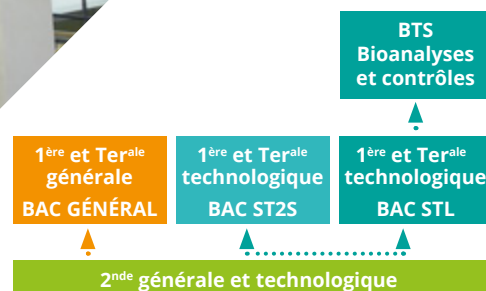 BTS
Bioanalyses
et contrôles
1ère et Terale
générale
BAC GÉNÉRAL
1ère et Terale
technologique
BAC ST2S
1ère et Terale
technologique
BAC STL
2nde générale et technologique